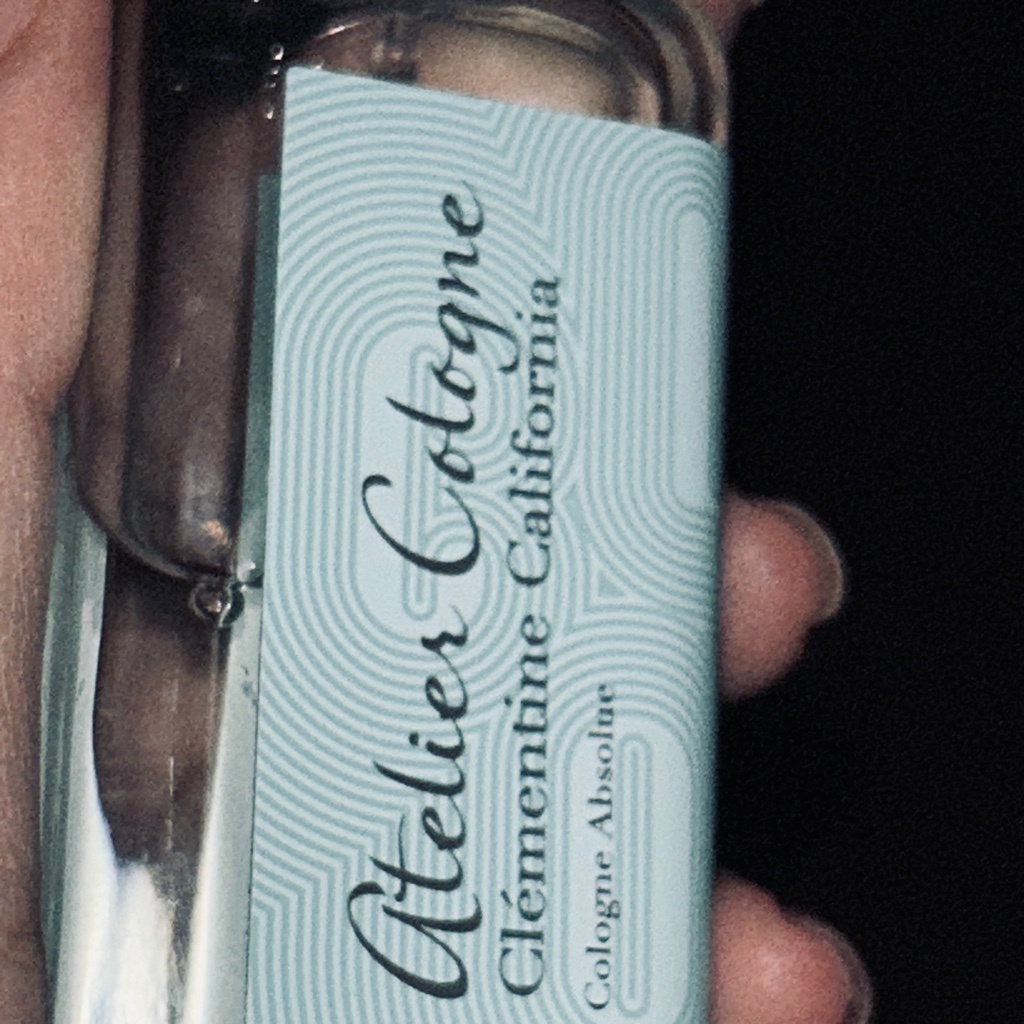 Atelier Cologne
Clémentine California
Cologne Absolue